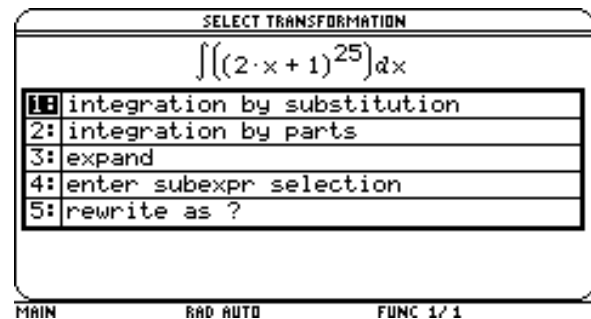 SELECT TRANSFORMATION
∫((2·x + 1)^25)dx
1: integration by substitution
2: integration by parts
3: expand
4: enter subexpr selection
5: rewrite as ?
MAIN RAD AUTO FUNC 1/1